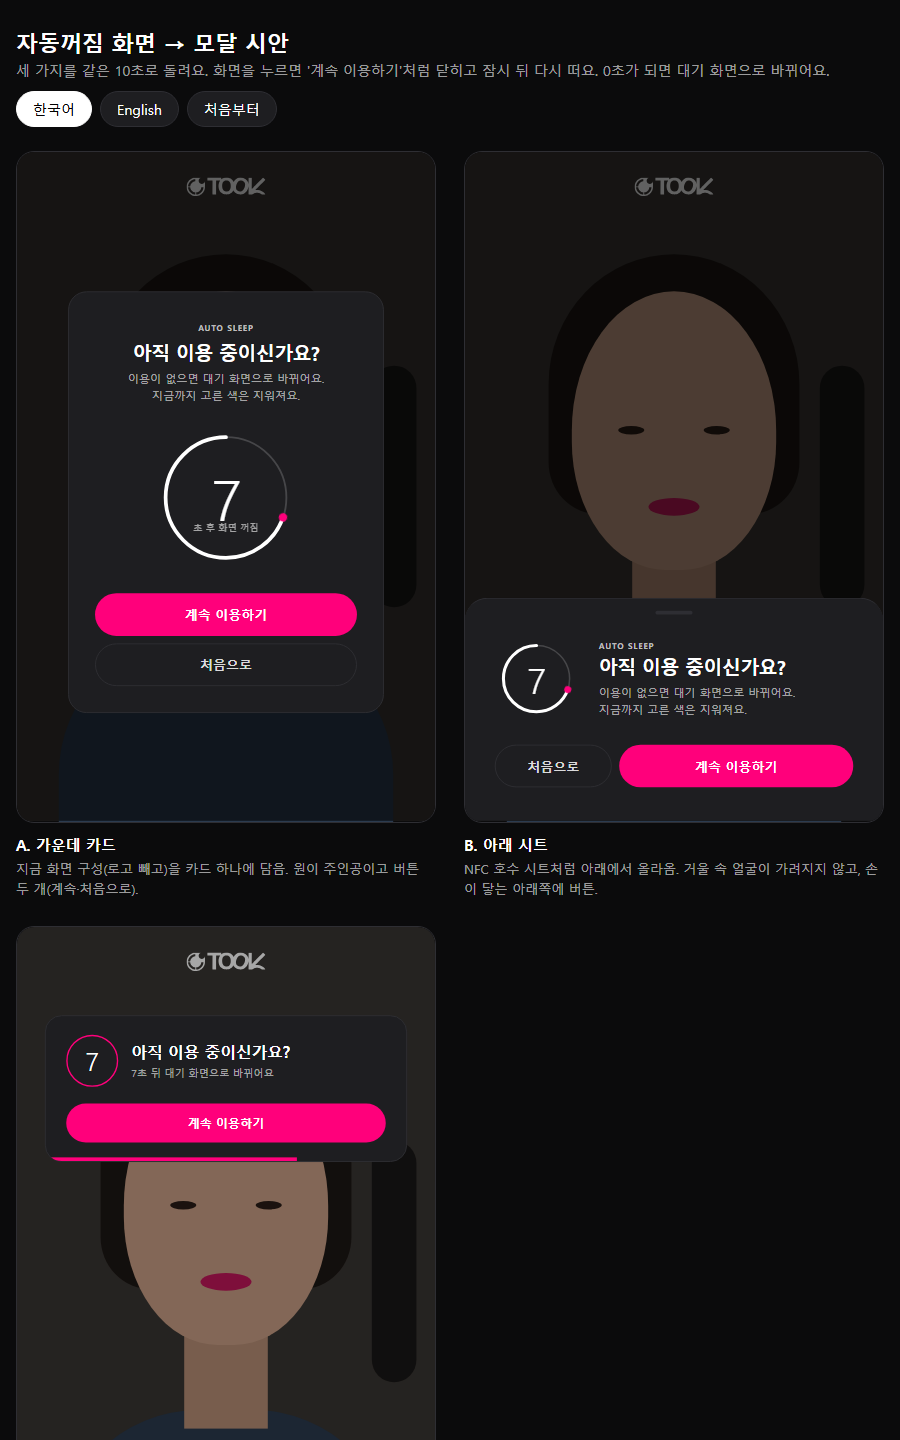 자동꺼짐 화면 → 모달 시안
세 가지를 같은 10초로 돌려요. 화면을 누르면 '계속 이용하기'처럼 닫히고 잠시 뒤 다시 떠요. 0초가 되면 대기 화면으로 바뀌어요.
한국어
English
처음부터
TOOK
AUTO SLEEP
아직 이용 중이신가요?
이용이 없으면 대기 화면으로 바뀌어요.
지금까지 고른 색은 지워져요.
7
초 후 화면 꺼짐
계속 이용하기
처음으로
A. 가운데 카드
지금 화면 구성(로고 빼고)을 카드 하나에 담음. 원이 주인공이고 버튼
두 개(계속·처음으로).
TOOK
7
AUTO SLEEP
아직 이용 중이신가요?
이용이 없으면 대기 화면으로 바뀌어요.
지금까지 고른 색은 지워져요.
처음으로
계속 이용하기
B. 아래 시트
NFC 호수 시트처럼 아래에서 올라옴. 거울 속 얼굴이 가려지지 않고, 손
이 닿는 아래쪽에 버튼.
TOOK
7
아직 이용 중이신가요?
7초 뒤 대기 화면으로 바뀌어요
계속 이용하기